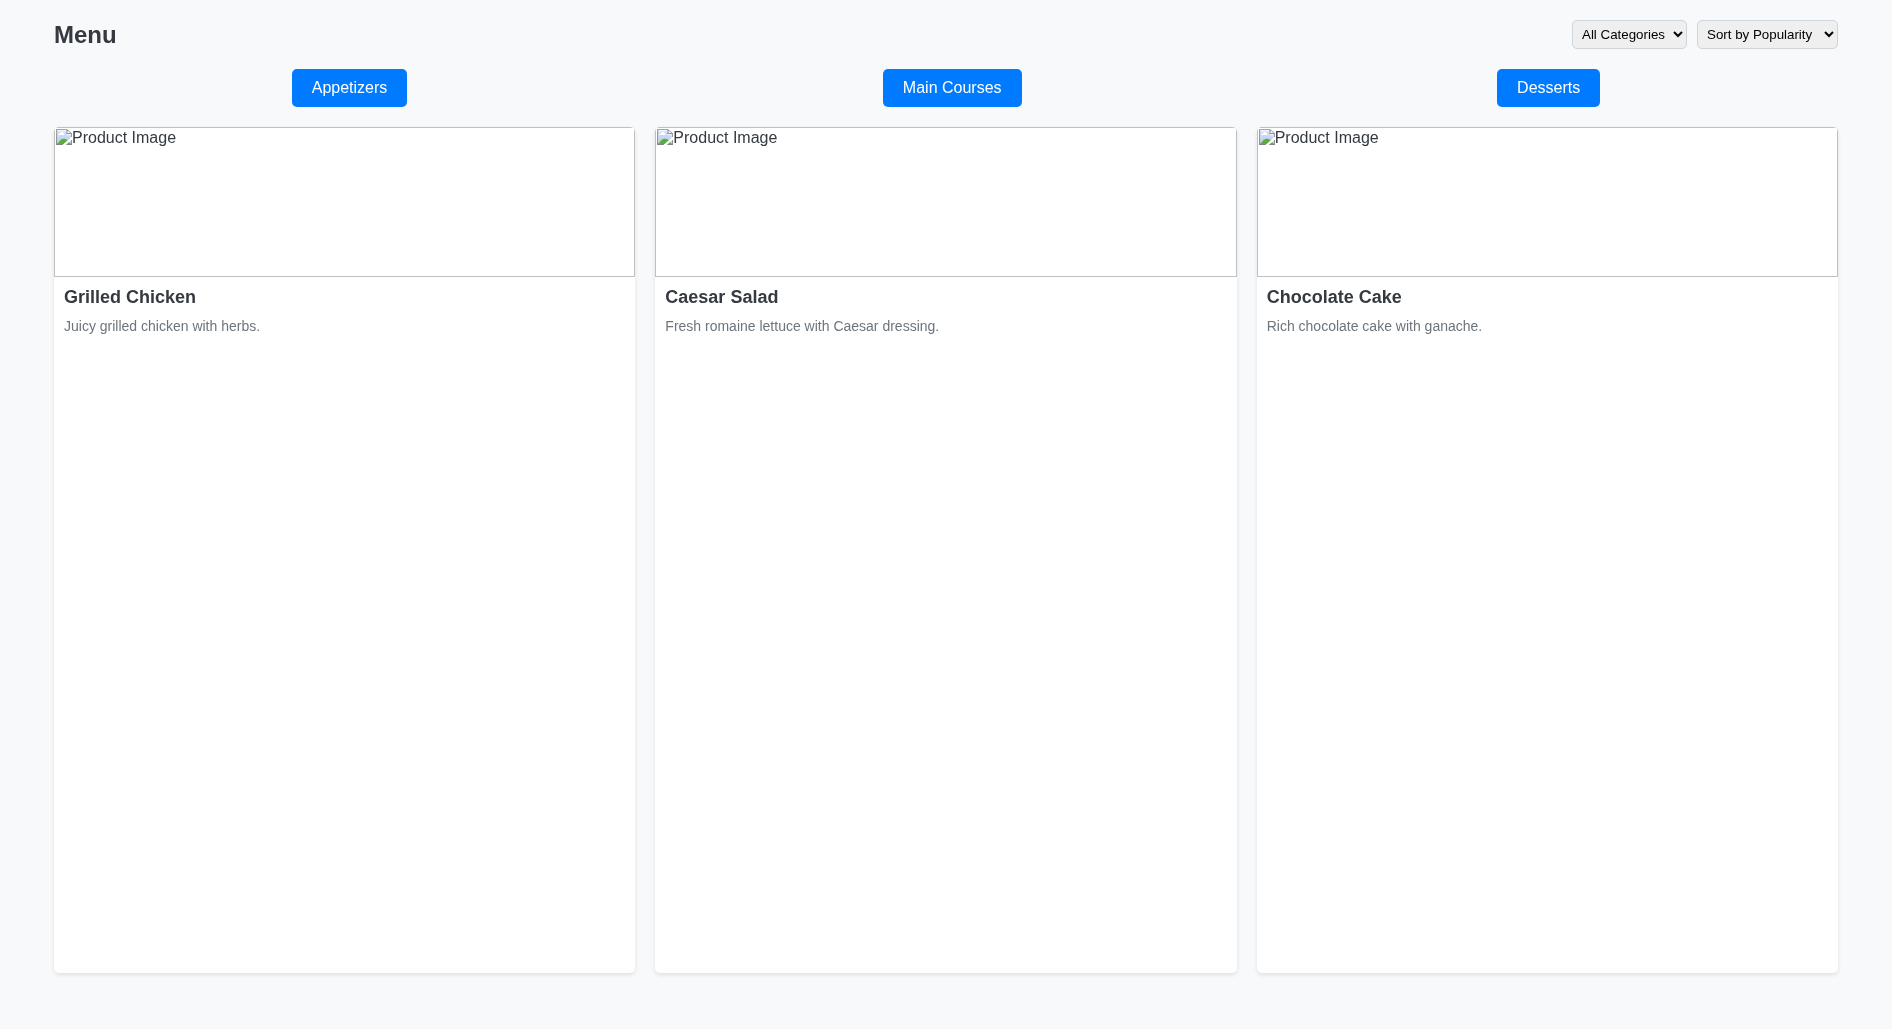 Menu
All Categories
Sort by Popularity
Appetizers
Main Courses
Desserts
Product Image
Product Image
Product Image
Grilled Chicken
Juicy grilled chicken with herbs.
Caesar Salad
Fresh romaine lettuce with Caesar dressing.
Chocolate Cake
Rich chocolate cake with ganache.